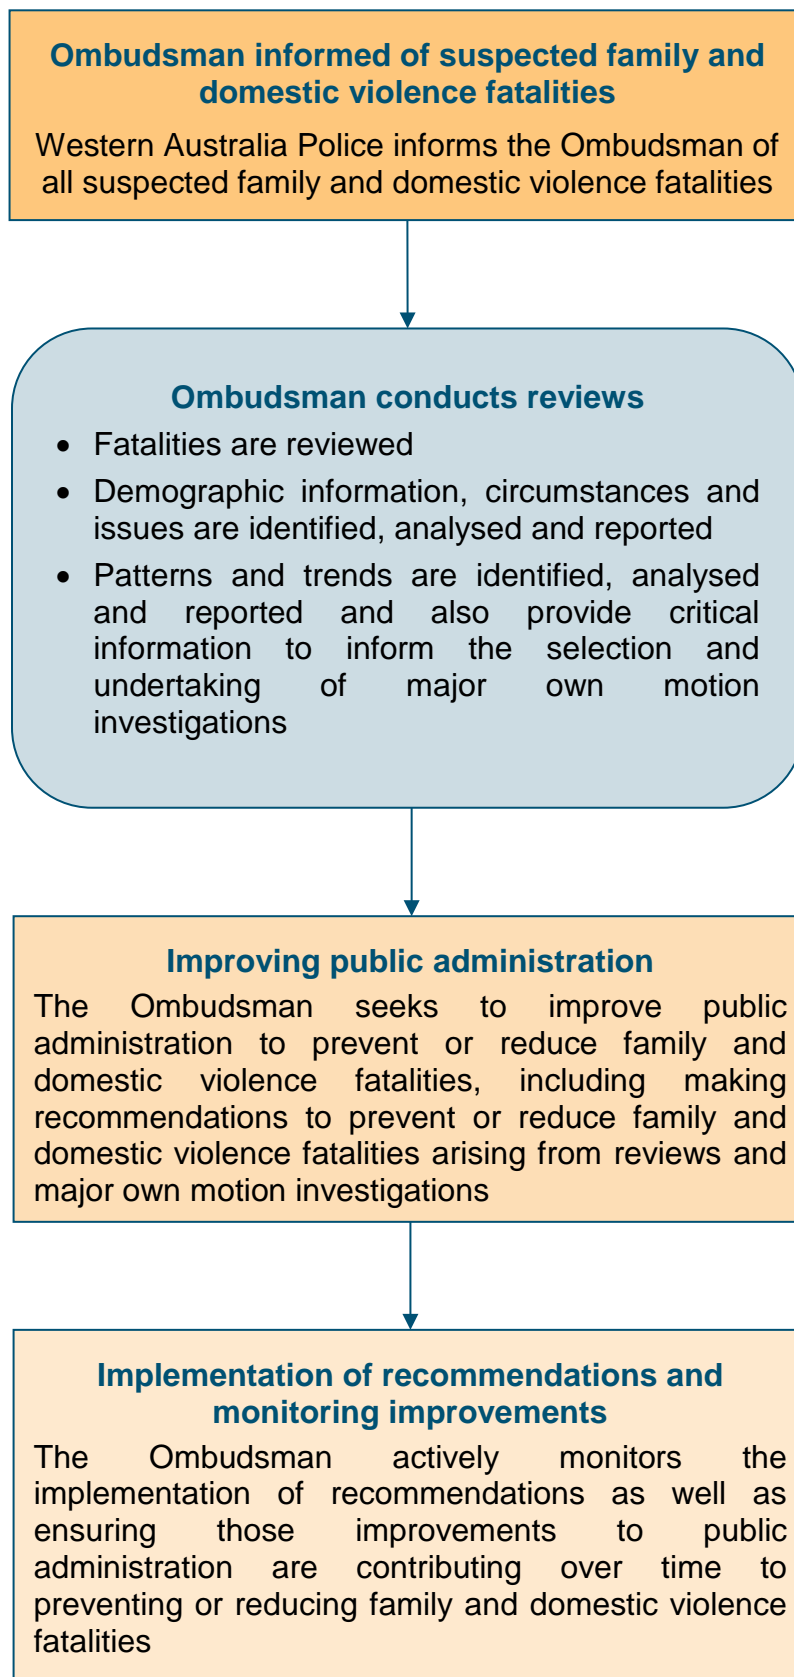 Ombudsman informed of suspected family and
domestic violence fatalities
Western Australia Police informs the Ombudsman of
all suspected family and domestic violence fatalities
Ombudsman conducts reviews
• Fatalities are reviewed
• Demographic information, circumstances and
issues are identified, analysed and reported
• Patterns and trends are identified, analysed
and reported and also provide critical
information to inform the selection and
undertaking of major own motion
investigations
Improving public administration
The Ombudsman seeks to improve public
administration to prevent or reduce family and
domestic violence fatalities, including making
recommendations to prevent or reduce family and
domestic violence fatalities arising from reviews and
major own motion investigations
Implementation of recommendations and
monitoring improvements
The Ombudsman actively monitors the
implementation of recommendations as well as
ensuring those improvements to public
administration are contributing over time to
preventing or reducing family and domestic violence
fatalities